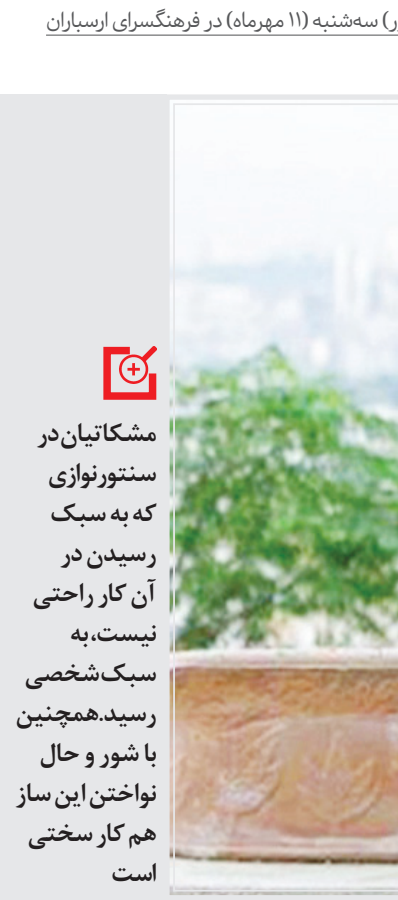 سه‌شنبه (۱۱ مهرماه) در فرهنگسرای ارسباران
مشکاتیان در
سنتورنوازی
که به سبک
رسیدن در
آن کار راحتی
نیست،به
سبک‌شخصی
رسید.همچنین
با شور و حال
نواختن این ساز
هم کار سختی
است